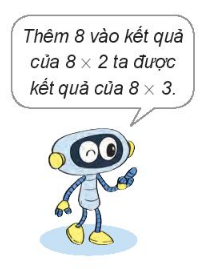 Thêm 8 vào kết quả
của 8 × 2 ta được
kết quả của 8 × 3.